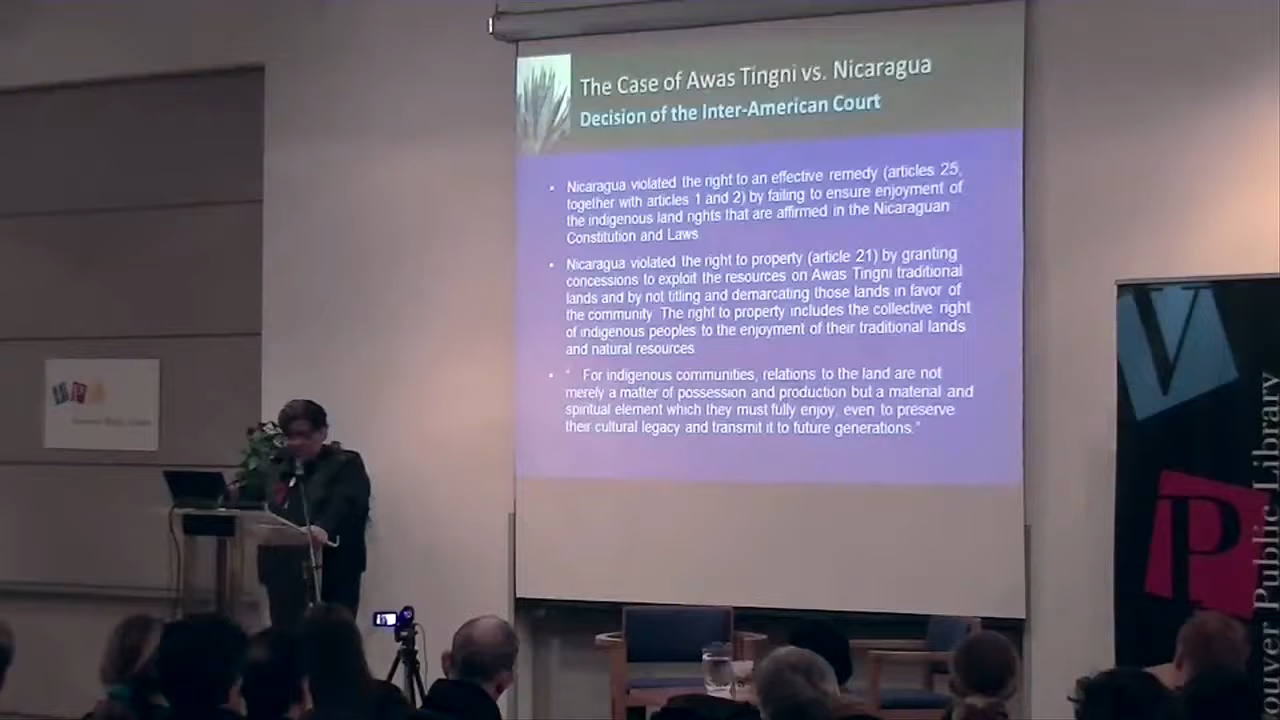 The Case of Awas Tingni vs. Nicaragua
Decision of the Inter-American Court
• Nicaragua violated the right to an effective remedy (articles 25,
together with articles 1 and 2) by failing to ensure enjoyment of
the indigenous land rights that are affirmed in the Nicaraguan
Constitution and Laws
• Nicaragua violated the right to property (article 21) by granting
concessions to exploit the resources on Awas Tingni traditional
lands and by not titling and demarcating those lands in favor of
the community. The right to property includes the collective right
of indigenous peoples to the enjoyment of their traditional lands
and natural resources
• " For indigenous communities, relations to the land are not
merely a matter of possession and production but a material and
spiritual element which they must fully enjoy, even to preserve
their cultural legacy and transmit it to future generations."
V
P
ouver Public Library